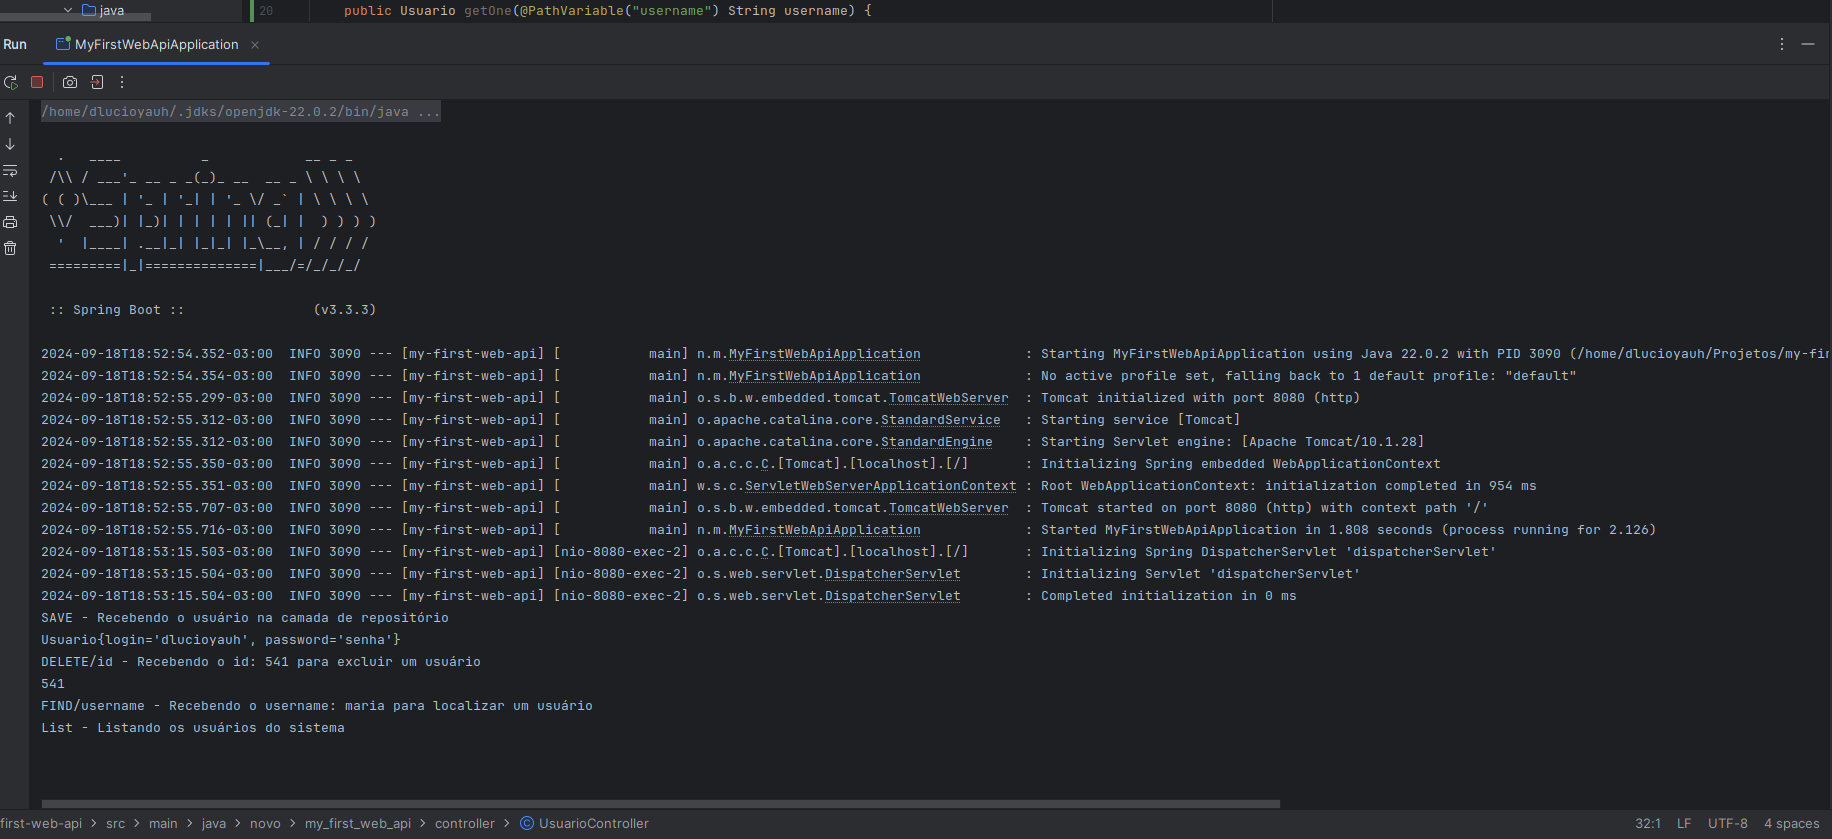 java
20 public Usuario getOne(@PathVariable("username") String username) {
Run MyFirstWebApiApplication
/home/dlucioyauh/.jdks/openjdk-22.0.2/bin/java ...
  .   ____          _            __ _ _
 /\\ / ___'_ __ _ _(_)_ __  __ _ \ \ \ \
( ( )\___ | '_ | '_| | '_ \/ _` | \ \ \ \
 \\/  ___)| |_)| | | | | || (_| |  ) ) ) )
  '  |____| .__|_| |_|_| |_\__, | / / / /
 =========|_|==============|___/=/_/_/_/
 :: Spring Boot ::                (v3.3.3)
2024-09-18T18:52:54.352-03:00  INFO 3090 --- [my-first-web-api] [           main] n.m.MyFirstWebApiApplication             : Starting MyFirstWebApiApplication using Java 22.0.2 with PID 3090 (/home/dlucioyauh/Projetos/my-fir
2024-09-18T18:52:54.354-03:00  INFO 3090 --- [my-first-web-api] [           main] n.m.MyFirstWebApiApplication             : No active profile set, falling back to 1 default profile: "default"
2024-09-18T18:52:55.299-03:00  INFO 3090 --- [my-first-web-api] [           main] o.s.b.w.embedded.tomcat.TomcatWebServer  : Tomcat initialized with port 8080 (http)
2024-09-18T18:52:55.312-03:00  INFO 3090 --- [my-first-web-api] [           main] o.apache.catalina.core.StandardService   : Starting service [Tomcat]
2024-09-18T18:52:55.312-03:00  INFO 3090 --- [my-first-web-api] [           main] o.apache.catalina.core.StandardEngine    : Starting Servlet engine: [Apache Tomcat/10.1.28]
2024-09-18T18:52:55.350-03:00  INFO 3090 --- [my-first-web-api] [           main] o.a.c.c.C.[Tomcat].[localhost].[/]       : Initializing Spring embedded WebApplicationContext
2024-09-18T18:52:55.351-03:00  INFO 3090 --- [my-first-web-api] [           main] w.s.c.ServletWebServerApplicationContext : Root WebApplicationContext: initialization completed in 954 ms
2024-09-18T18:52:55.707-03:00  INFO 3090 --- [my-first-web-api] [           main] o.s.b.w.embedded.tomcat.TomcatWebServer  : Tomcat started on port 8080 (http) with context path '/'
2024-09-18T18:52:55.716-03:00  INFO 3090 --- [my-first-web-api] [           main] n.m.MyFirstWebApiApplication             : Started MyFirstWebApiApplication in 1.808 seconds (process running for 2.126)
2024-09-18T18:53:15.503-03:00  INFO 3090 --- [my-first-web-api] [nio-8080-exec-2] o.a.c.c.C.[Tomcat].[localhost].[/]       : Initializing Spring DispatcherServlet 'dispatcherServlet'
2024-09-18T18:53:15.504-03:00  INFO 3090 --- [my-first-web-api] [nio-8080-exec-2] o.s.web.servlet.DispatcherServlet        : Initializing Servlet 'dispatcherServlet'
2024-09-18T18:53:15.504-03:00  INFO 3090 --- [my-first-web-api] [nio-8080-exec-2] o.s.web.servlet.DispatcherServlet        : Completed initialization in 0 ms
SAVE - Recebendo o usuário na camada de repositório
Usuario{login='dlucioyauh', password='senha'}
DELETE/id - Recebendo o id: 541 para excluir um usuário
541
FIND/username - Recebendo o username: maria para localizar um usuário
List - Listando os usuários do sistema
first-web-api > src > main > java > novo > my_first_web_api > controller > UsuarioController 32:1 LF UTF-8 4 spaces